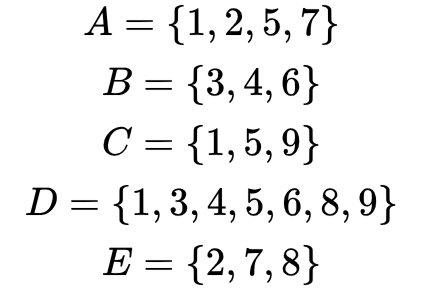 A = {1, 2, 5, 7}
B = {3, 4, 6}
C = {1, 5, 9}
D = {1, 3, 4, 5, 6, 8, 9}
E = {2, 7, 8}